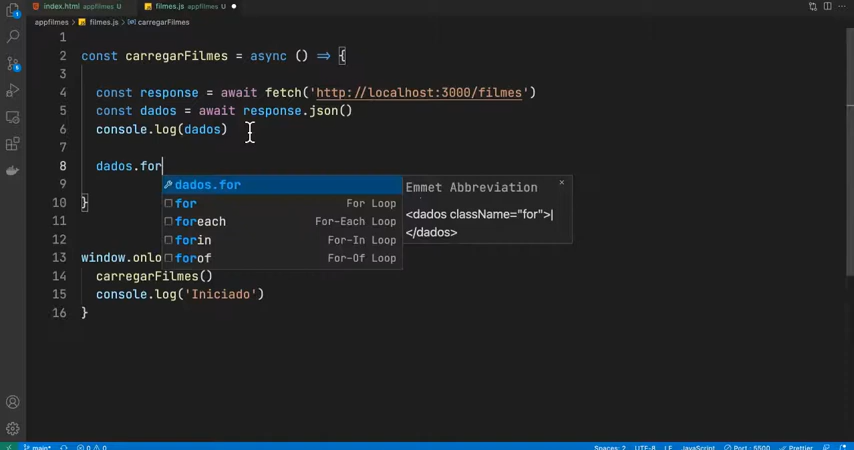 index.html appfilmes U
filmes.js appfilmes U
appfilmes > filmes.js > carregarFilmes
1
2 const carregarFilmes = async () => {
3
4 const response = await fetch('http://localhost:3000/filmes')
5 const dados = await response.json()
6 console.log(dados)
7
8 dados.for
9
10 }
11
12
13 window.onlo
14 carregarFilmes()
15 console.log('Iniciado')
16 }
dados.for
for For Loop
foreach For-Each Loop
forin For-In Loop
forof For-Of Loop
Emmet Abbreviation
<dados className="for">|
</dados>
1
5
main* 0 0 Spaces: 2 UTF-8 LF JavaScript Port : 5500 Prettier